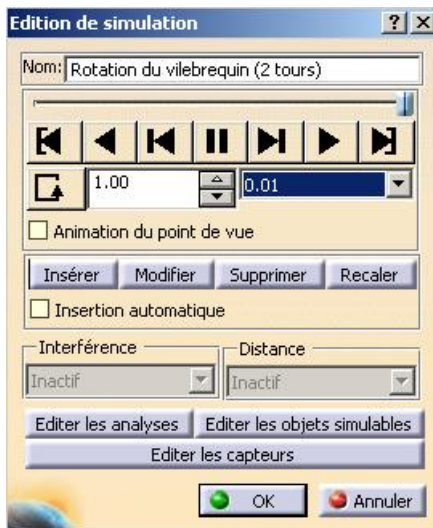 Edition de simulation
Nom: Rotation du vilebrequin (2 tours)
1.00 0.01
Animation du point de vue
Insérer Modifier Supprimer Recaler
Insertion automatique
Interférence Distance
Inactif Inactif
Editer les analyses Editer les objets simulables
Editer les capteurs
OK Annuler